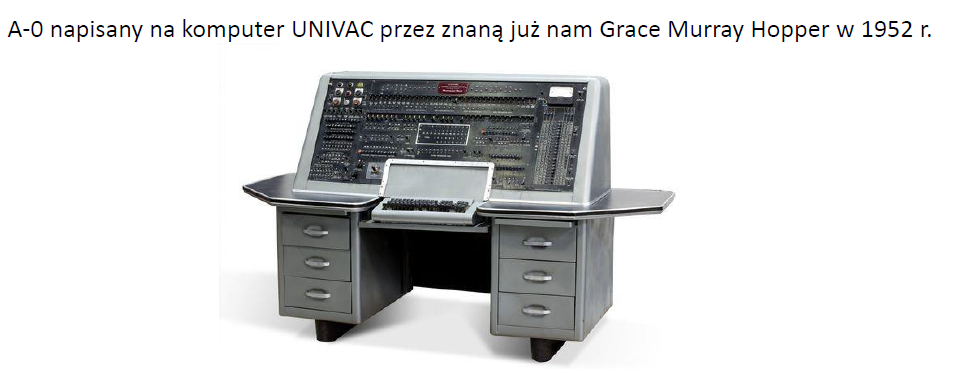 A-0 napisany na komputer UNIVAC przez znaną już nam Grace Murray Hopper w 1952 r.